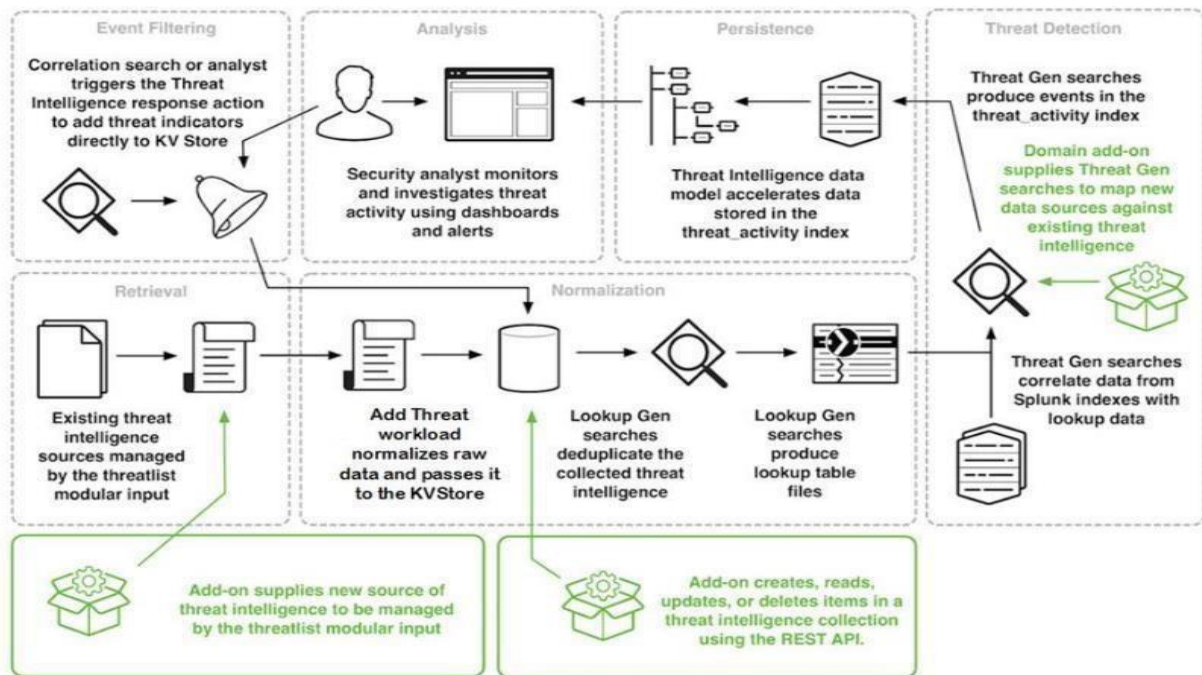 Event Filtering
Correlation search or analyst
triggers the Threat
Intelligence response action
to add threat indicators
directly to KV Store
Analysis
Security analyst monitors
and investigates threat
activity using dashboards
and alerts
Persistence
Threat Intelligence data
model accelerates data
stored in the
threat_activity index
Threat Detection
Threat Gen searches
produce events in the
threat_activity index
Domain add-on
supplies Threat Gen
searches to map new
data sources against
existing threat
intelligence
Threat Gen searches
correlate data from
Splunk indexes with
lookup data
Retrieval
Existing threat
intelligence
sources managed
by the threatlist
modular input
Normalization
Add Threat
workload
normalizes raw
data and passes it
to the KVStore
Lookup Gen
searches
deduplicate the
collected threat
intelligence
Lookup Gen
searches
produce
lookup table
files
Add-on supplies new source of
threat intelligence to be managed
by the threatlist modular input
Add-on creates, reads,
updates, or deletes items in a
threat intelligence collection
using the REST API.